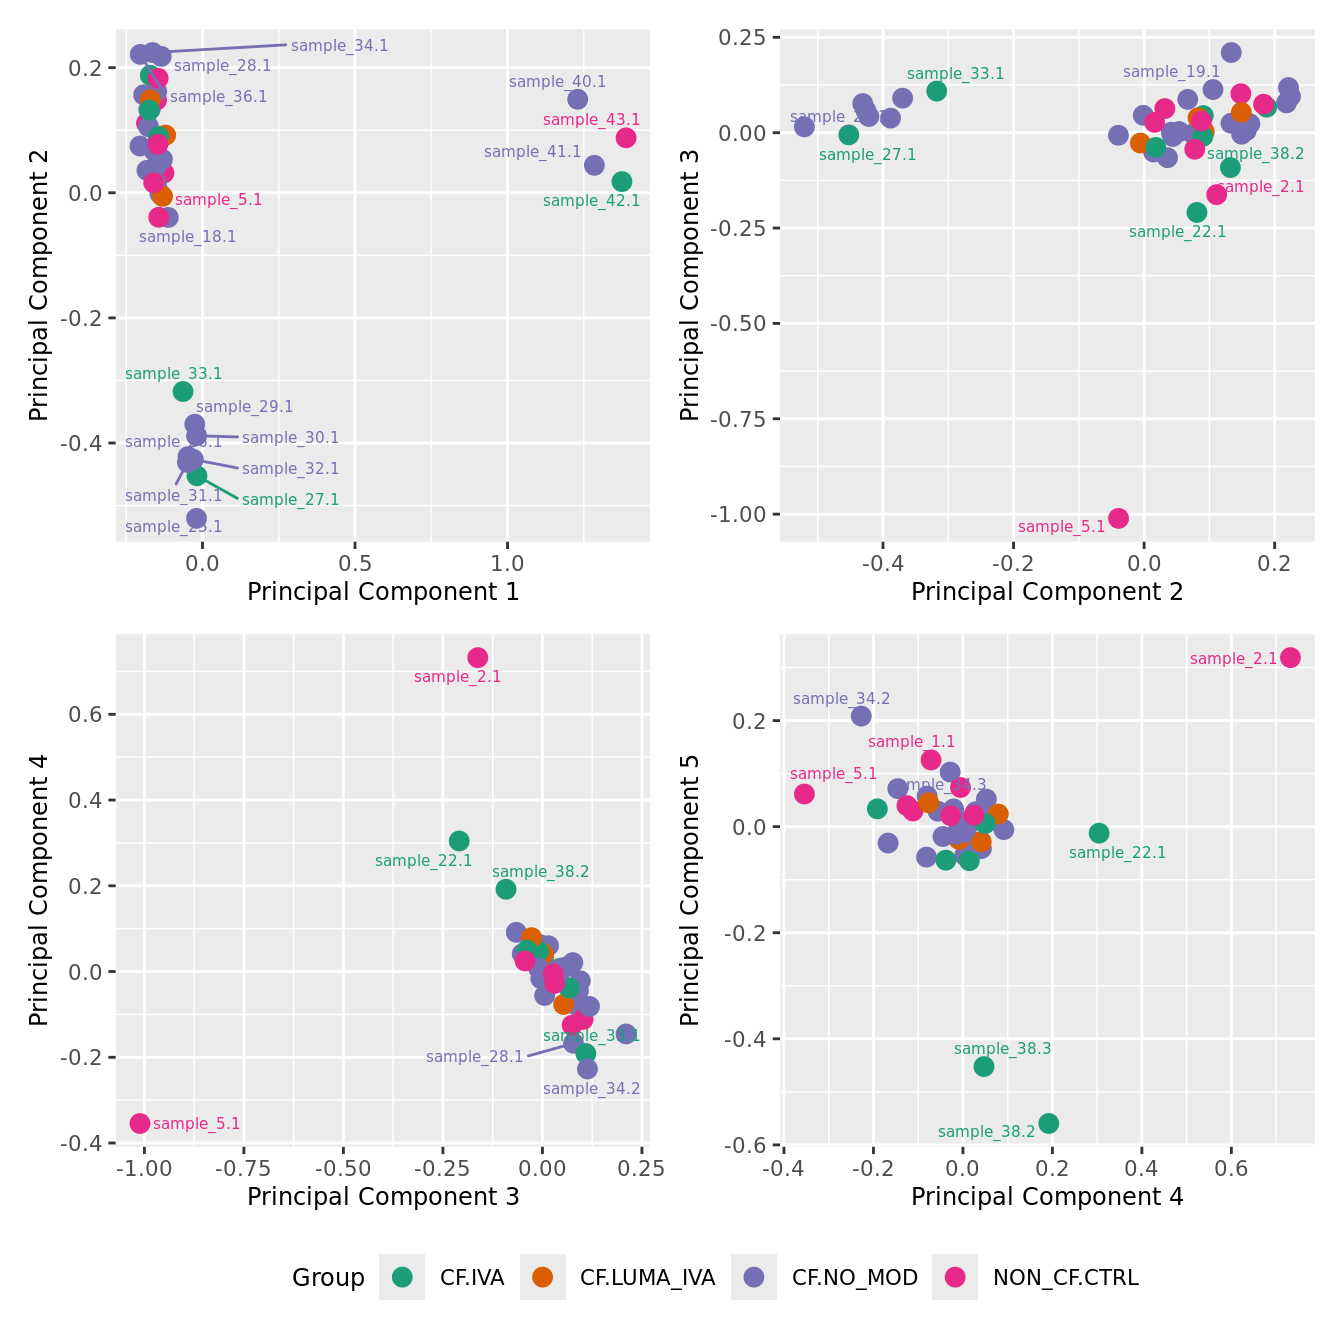 Principal Component 2
0.2
0.0
-0.2
-0.4
sample_34.1
sample_28.1
sample_36.1
sample_5.1
sample_18.1
sample_40.1
sample_43.1
sample_41.1
sample_42.1
sample_33.1
sample_29.1
sample_30.1
sample_32.1
sample_31.1
sample_27.1
0.0 0.5 1.0
Principal Component 1
Principal Component 3
0.25
0.00
-0.25
-0.50
-0.75
-1.00
sample_33.1
sample_19.1
sample_27.1
sample_38.2
sample_2.1
sample_22.1
sample_5.1
-0.4 -0.2 0.0 0.2
Principal Component 2
Principal Component 4
0.6
0.4
0.2
0.0
-0.2
-0.4
sample_2.1
sample_22.1
sample_38.2
sample_33.1
sample_28.1
sample_34.2
sample_5.1
-1.00 -0.75 -0.50 -0.25 0.00 0.25
Principal Component 3
Principal Component 5
0.2
0.0
-0.2
-0.4
-0.6
sample_2.1
sample_34.2
sample_1.1
sample_5.1
sample_22.1
sample_38.3
sample_38.2
-0.4 -0.2 0.0 0.2 0.4 0.6
Principal Component 4
Group CF.IVA CF.LUMA_IVA CF.NO_MOD NON_CF.CTRL